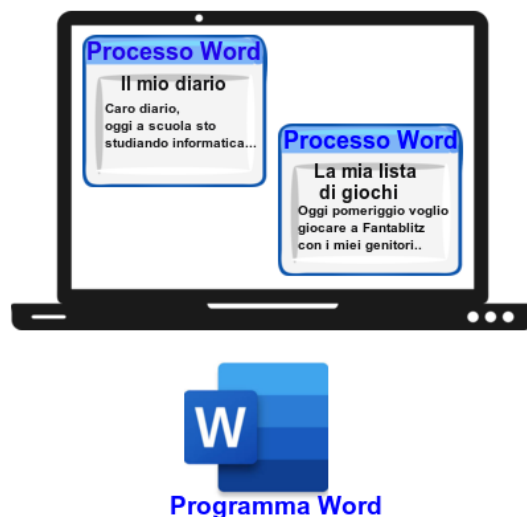 Processo Word
Il mio diario
Caro diario,
oggi a scuola sto
studiando informatica...
Processo Word
La mia lista
di giochi
Oggi pomeriggio voglio
giocare a Fantablitz
con i miei genitori..
W
Programma Word